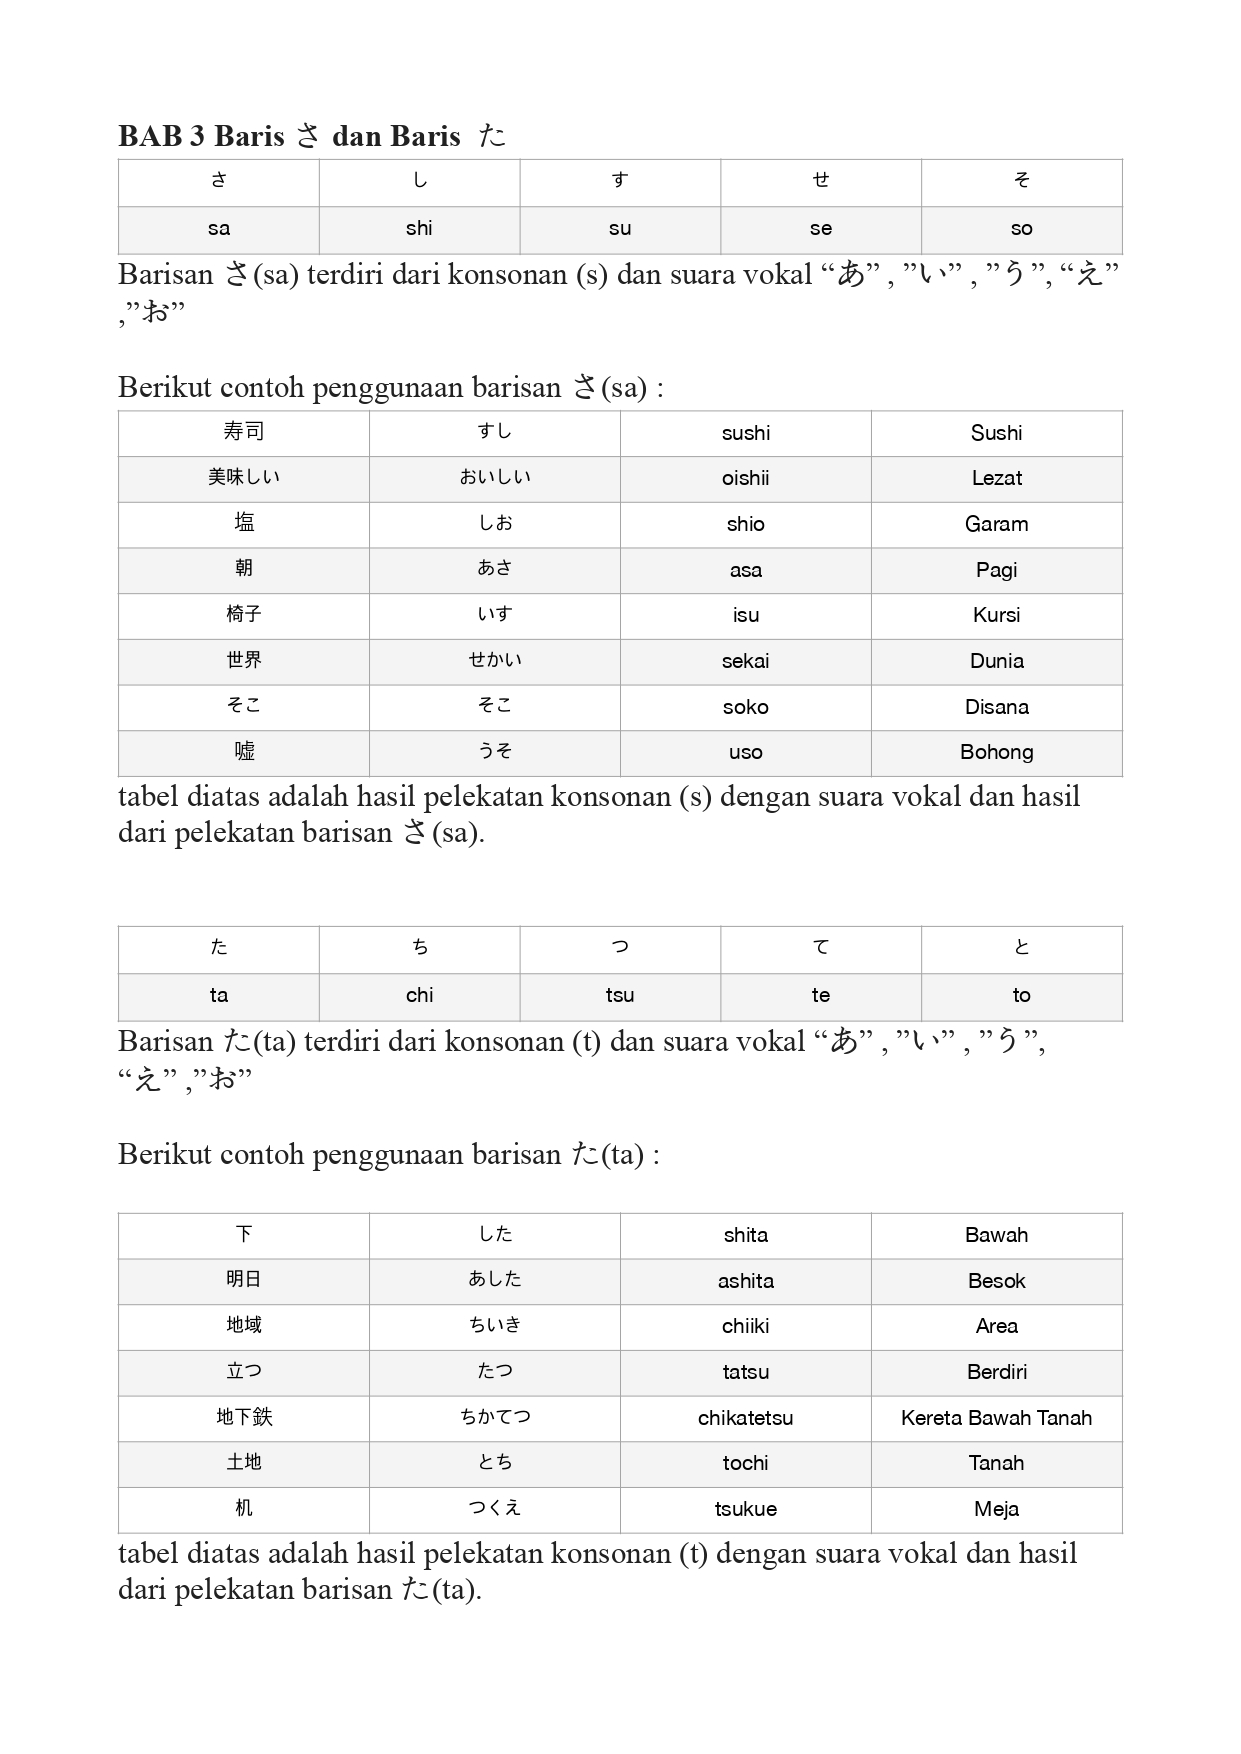 BAB 3 Baris さ dan Baris た
さ し す せ そ
sa shi su se so
Barisan さ(sa) terdiri dari konsonan (s) dan suara vokal “あ” , ”い” , ”う”, “え”
,”お”
Berikut contoh penggunaan barisan さ(sa) :
寿司 すし sushi Sushi
美味しい おいしい oishii Lezat
塩 しお shio Garam
朝 あさ asa Pagi
椅子 いす isu Kursi
世界 せかい sekai Dunia
そこ そこ soko Disana
嘘 うそ uso Bohong
tabel diatas adalah hasil pelekatan konsonan (s) dengan suara vokal dan hasil
dari pelekatan barisan さ(sa).
た ち つ て と
ta chi tsu te to
Barisan た(ta) terdiri dari konsonan (t) dan suara vokal “あ” , ”い” , ”う”,
“え” ,”お”
Berikut contoh penggunaan barisan た(ta) :
下 した shita Bawah
明日 あした ashita Besok
地域 ちいき chiiki Area
立つ たつ tatsu Berdiri
地下鉄 ちかてつ chikatetsu Kereta Bawah Tanah
土地 とち tochi Tanah
机 つくえ tsukue Meja
tabel diatas adalah hasil pelekatan konsonan (t) dengan suara vokal dan hasil
dari pelekatan barisan た(ta).